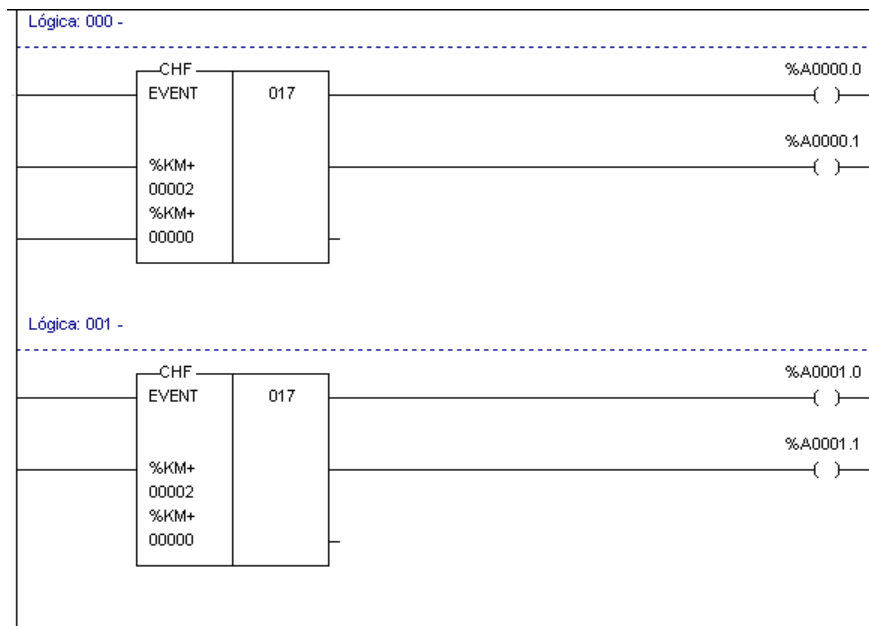 Lógica: 000 -
CHF
%A0000.0
EVENT 017
%A0000.1
%KM+
00002
%KM+
00000
Lógica: 001 -
CHF
%A0001.0
EVENT 017
%A0001.1
%KM+
00002
%KM+
00000